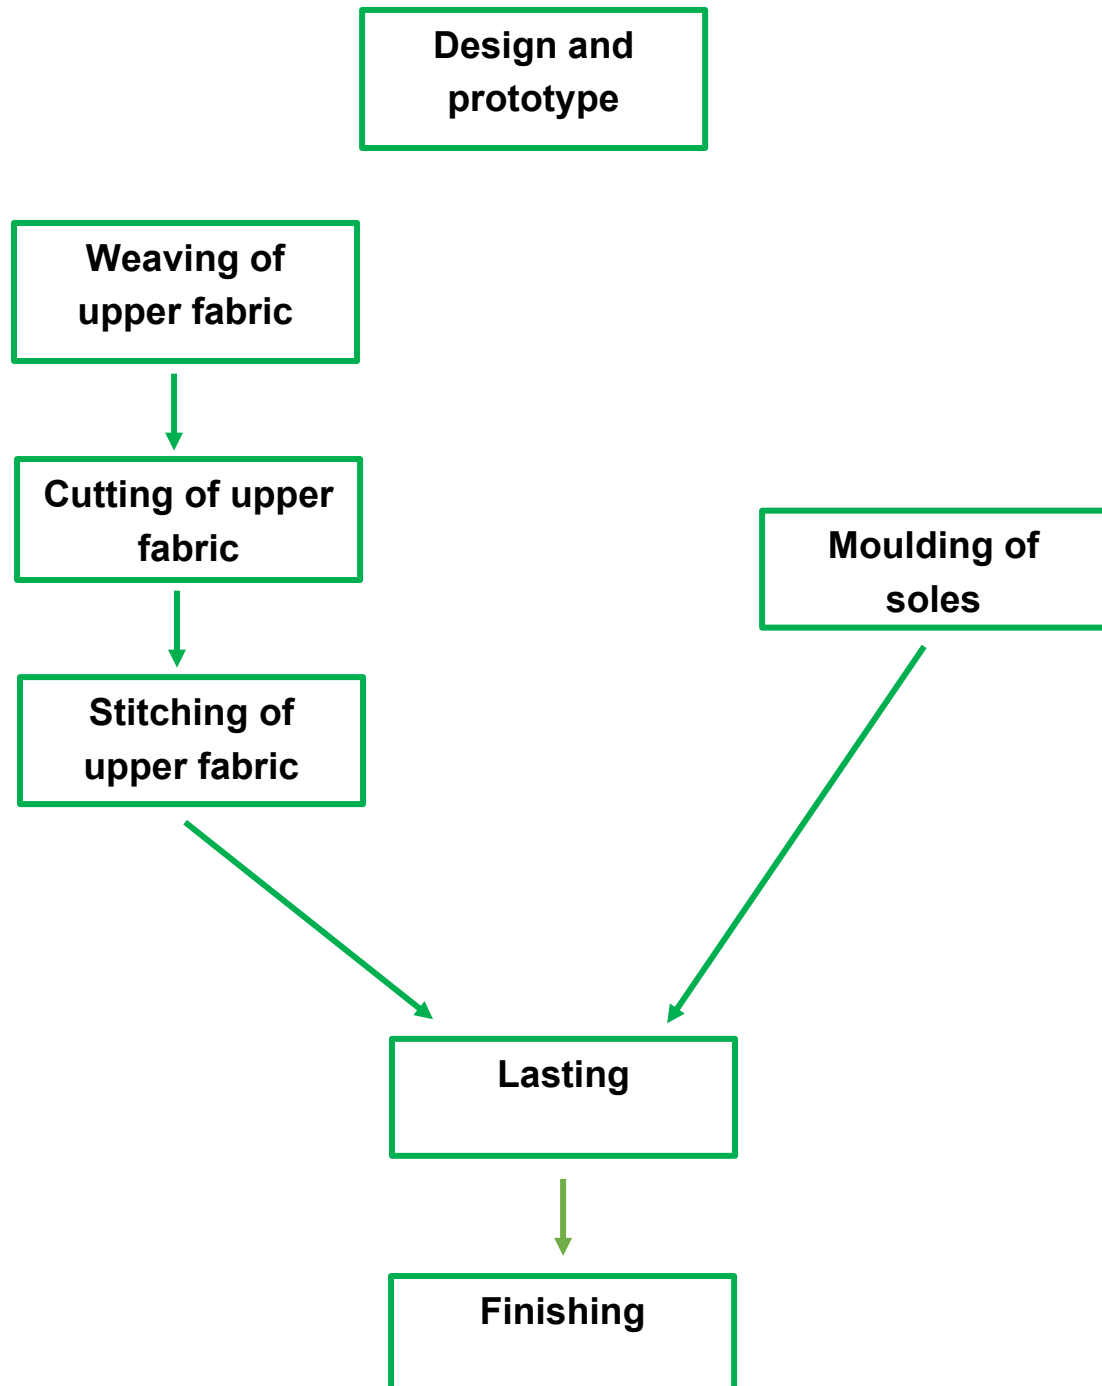 Design and
prototype
Weaving of
upper fabric
Cutting of upper
fabric
Moulding of
soles
Stitching of
upper fabric
Lasting
Finishing